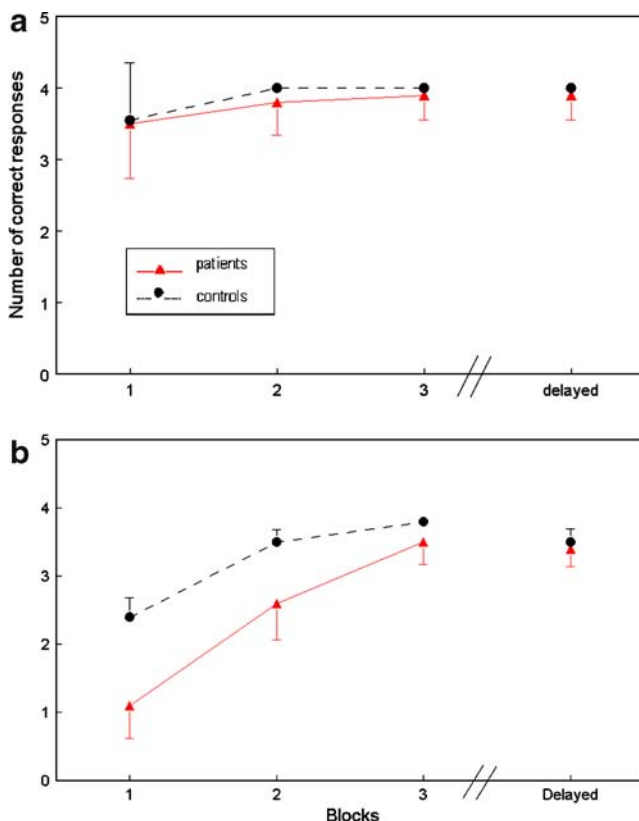 a
Number of correct responses
5
4
3
2
1
0
patients
controls
1 2 3 delayed
b
5
4
3
2
1
0
1 2 3 Delayed
Blocks